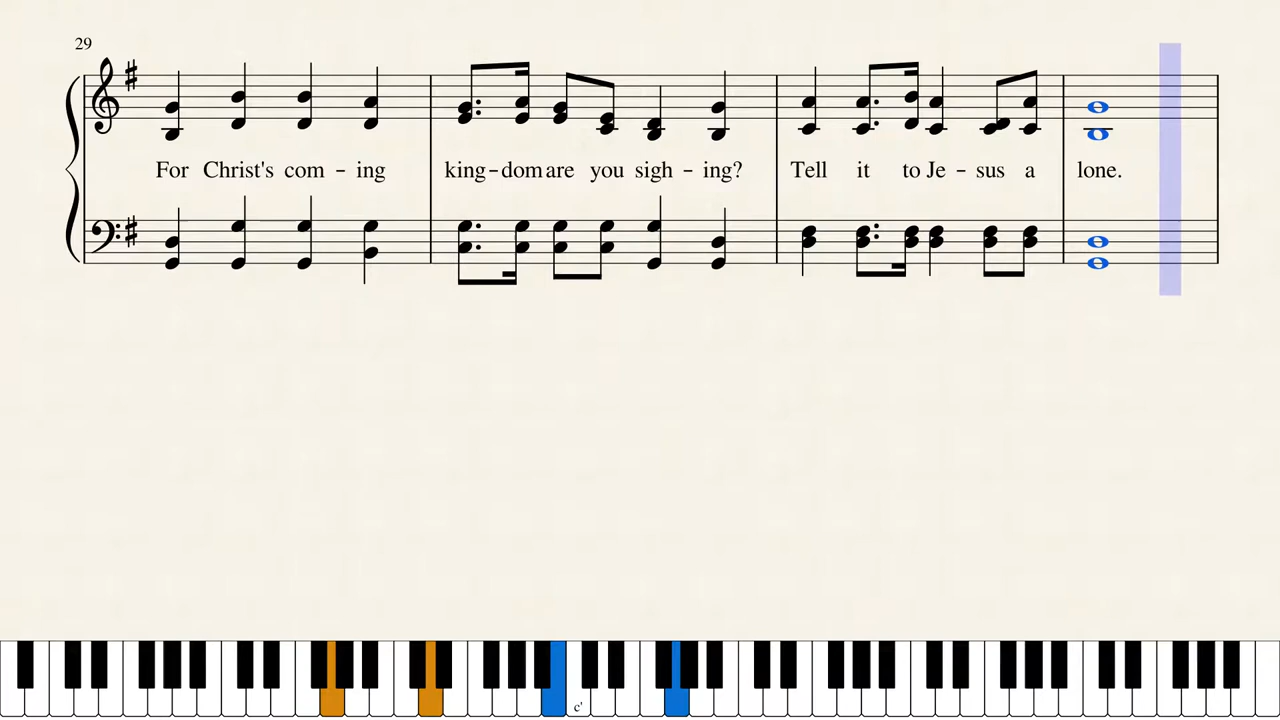 29
For Christ's com - ing king-dom are you sigh - ing? Tell it to Je - sus a lone.
c'